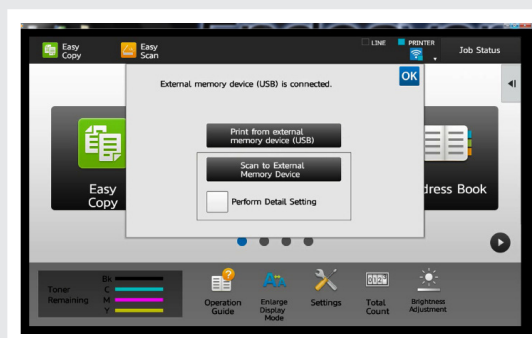 Easy
Copy
Easy
Scan
LINE
PRINTER
Job Status
External memory device (USB) is connected.
OK
Print from external
memory device (USB)
Scan to External
Memory Device
Perform Detail Setting
Easy
Copy
dress Book
Toner
Remaining
Bk
C
M
Y
Operation
Guide
Enlarge
Display
Mode
Settings
Total
Count
Brightness
Adjustment